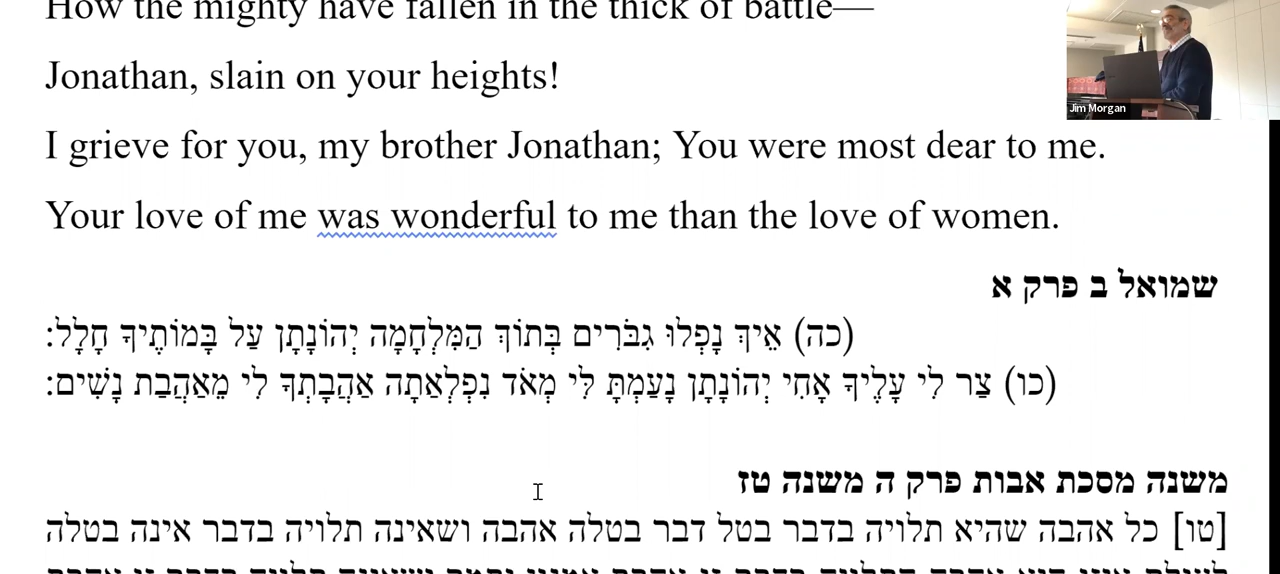 How the mighty have fallen in the thick of battle—
Jonathan, slain on your heights!
I grieve for you, my brother Jonathan; You were most dear to me.
Your love of me was wonderful to me than the love of women.
שמואל ב פרק א
(כה) אֵיךְ נָפְלוּ גִבֹּרִים בְּתוֹךְ הַמִּלְחָמָה יְהוֹנָתָן עַל בָּמוֹתֶיךָ חָלָל:
(כו) צַר לִי עָלֶיךָ אָחִי יְהוֹנָתָן נָעַמְתָּ לִּי מְאֹד נִפְלְאַתָה אַהֲבָתְךָ לִי מֵאַהֲבַת נָשִׁים:
משנה מסכת אבות פרק ה משנה טז
[טו] כל אהבה שהיא תלויה בדבר בטל דבר בטלה אהבה ושאינה תלויה בדבר אינה בטלה
Jim Morgan